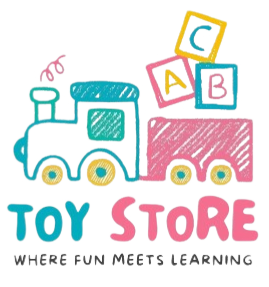 C
A B
TOY STORE
WHERE FUN MEETS LEARNING